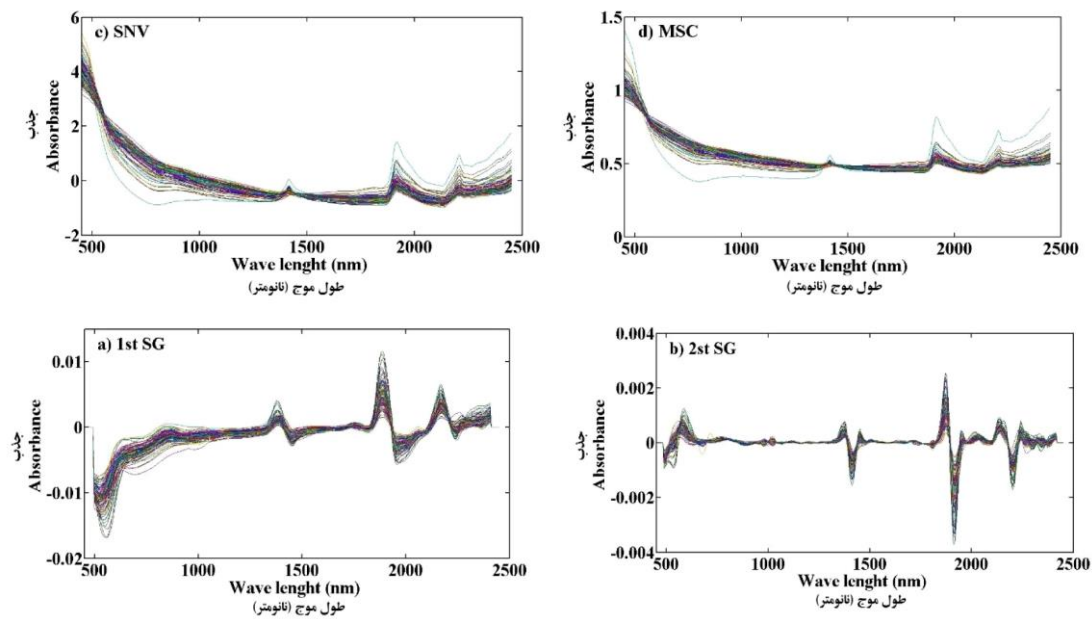 c) SNV
6
4
2
0
-2
500 1000 1500 2000 2500
جذب
Absorbance
Wave lenght (nm)
طول موج (نانومتر)
d) MSC
1.5
1
0.5
0
500 1000 1500 2000 2500
جذب
Absorbance
Wave lenght (nm)
طول موج (نانومتر)
a) 1st SG
0.01
0
-0.01
-0.02
500 1000 1500 2000 2500
جذب
Absorbance
Wave lenght (nm)
طول موج (نانومتر)
b) 2st SG
0.004
0.002
0
-0.002
-0.004
500 1000 1500 2000 2500
جذب
Absorbance
Wave lenght (nm)
طول موج (نانومتر)